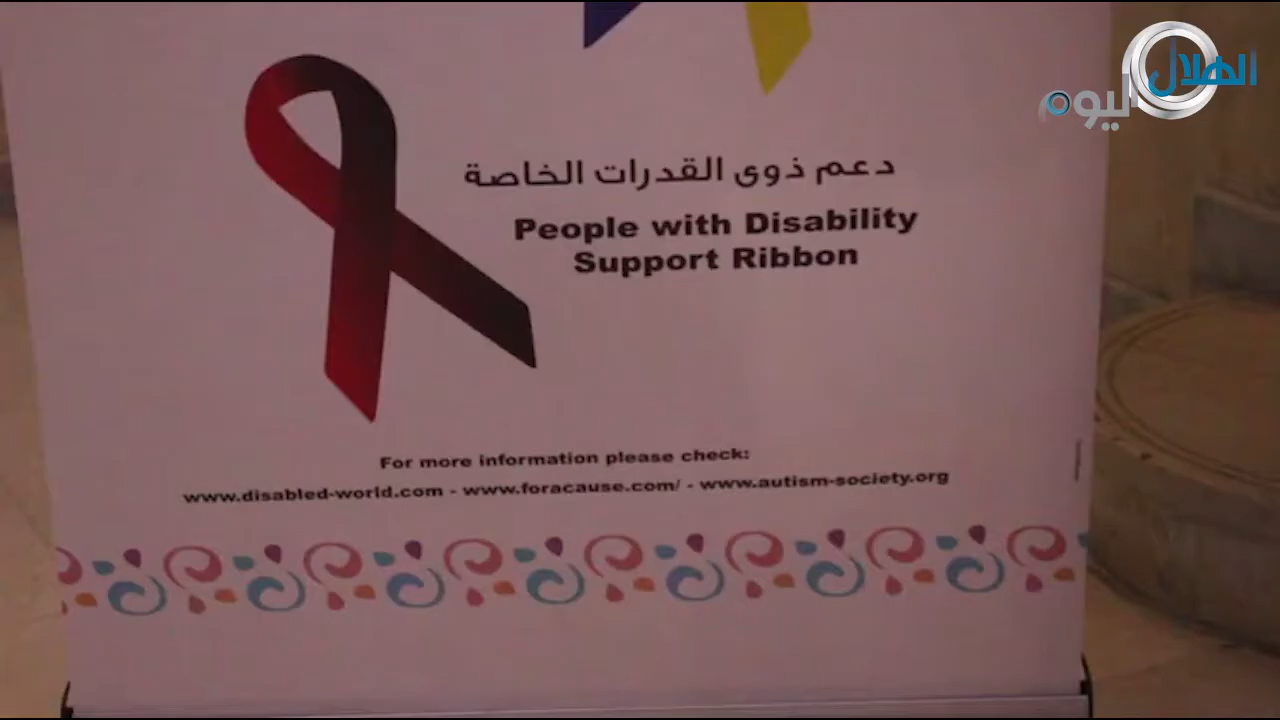 الهلال
اليوم
دعم ذوى القدرات الخاصة
People with Disability
Support Ribbon
For more information please check:
www.disabled-world.com - www.foracause.com/ - www.autism-society.org